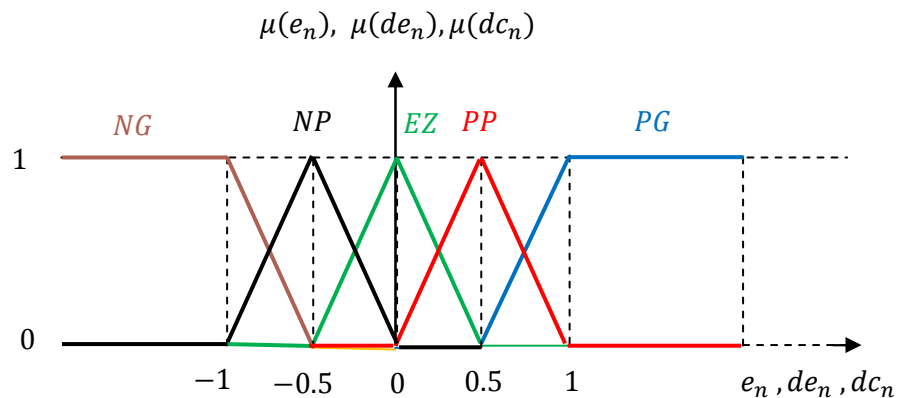 μ(e_n), μ(de_n), μ(dc_n)
NG NP EZ PP PG
1
0
−1 −0.5 0 0.5 1 e_n , de_n , dc_n